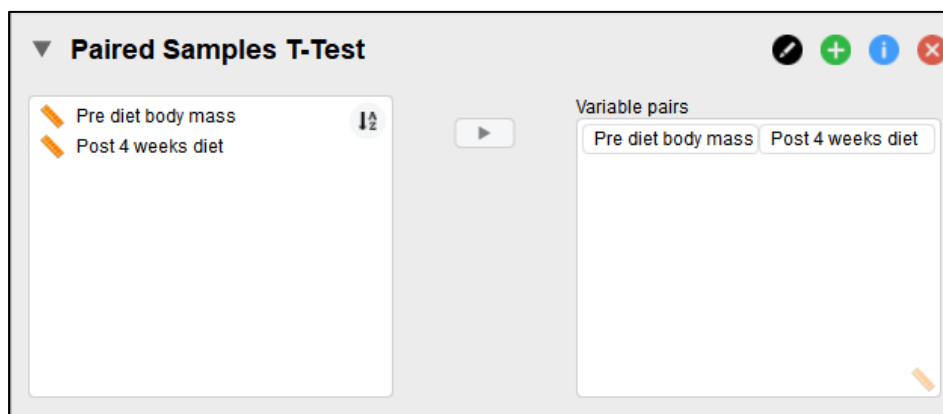 Paired Samples T-Test
Pre diet body mass
Post 4 weeks diet
Variable pairs
Pre diet body mass Post 4 weeks diet